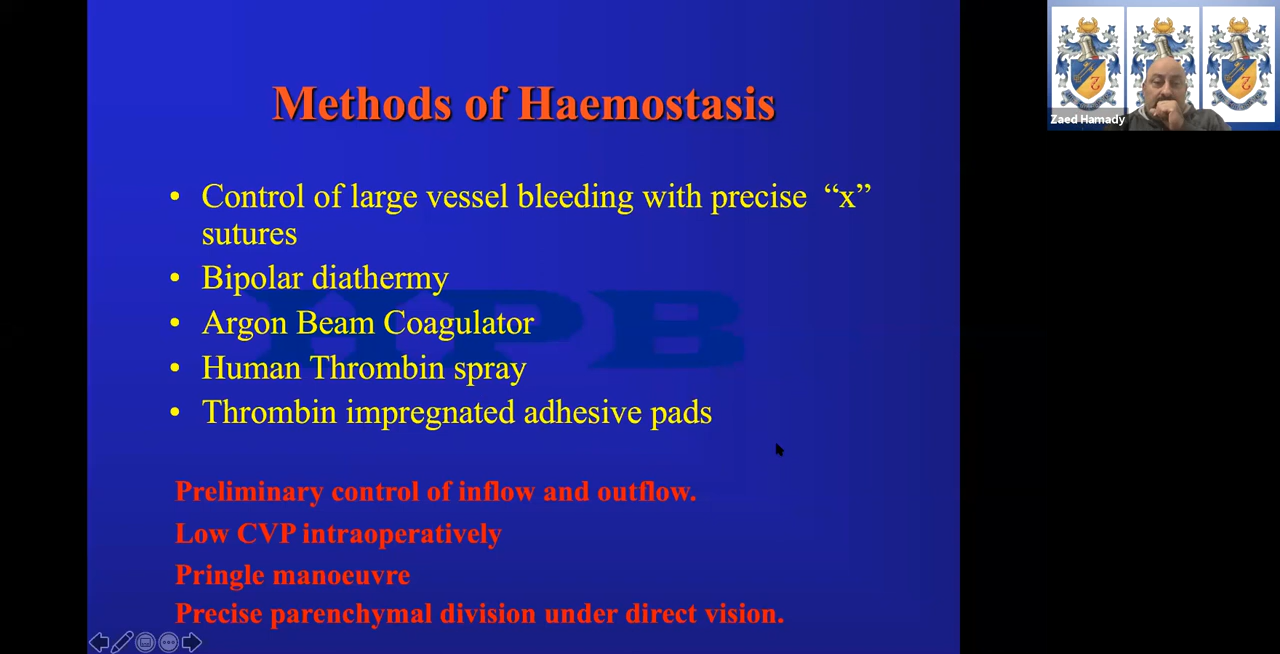 Methods of Haemostasis
• Control of large vessel bleeding with precise “x”
sutures
• Bipolar diathermy
• Argon Beam Coagulator
• Human Thrombin spray
• Thrombin impregnated adhesive pads
HPB
Preliminary control of inflow and outflow.
Low CVP intraoperatively
Pringle manoeuvre
Precise parenchymal division under direct vision.
Zaed Hamady